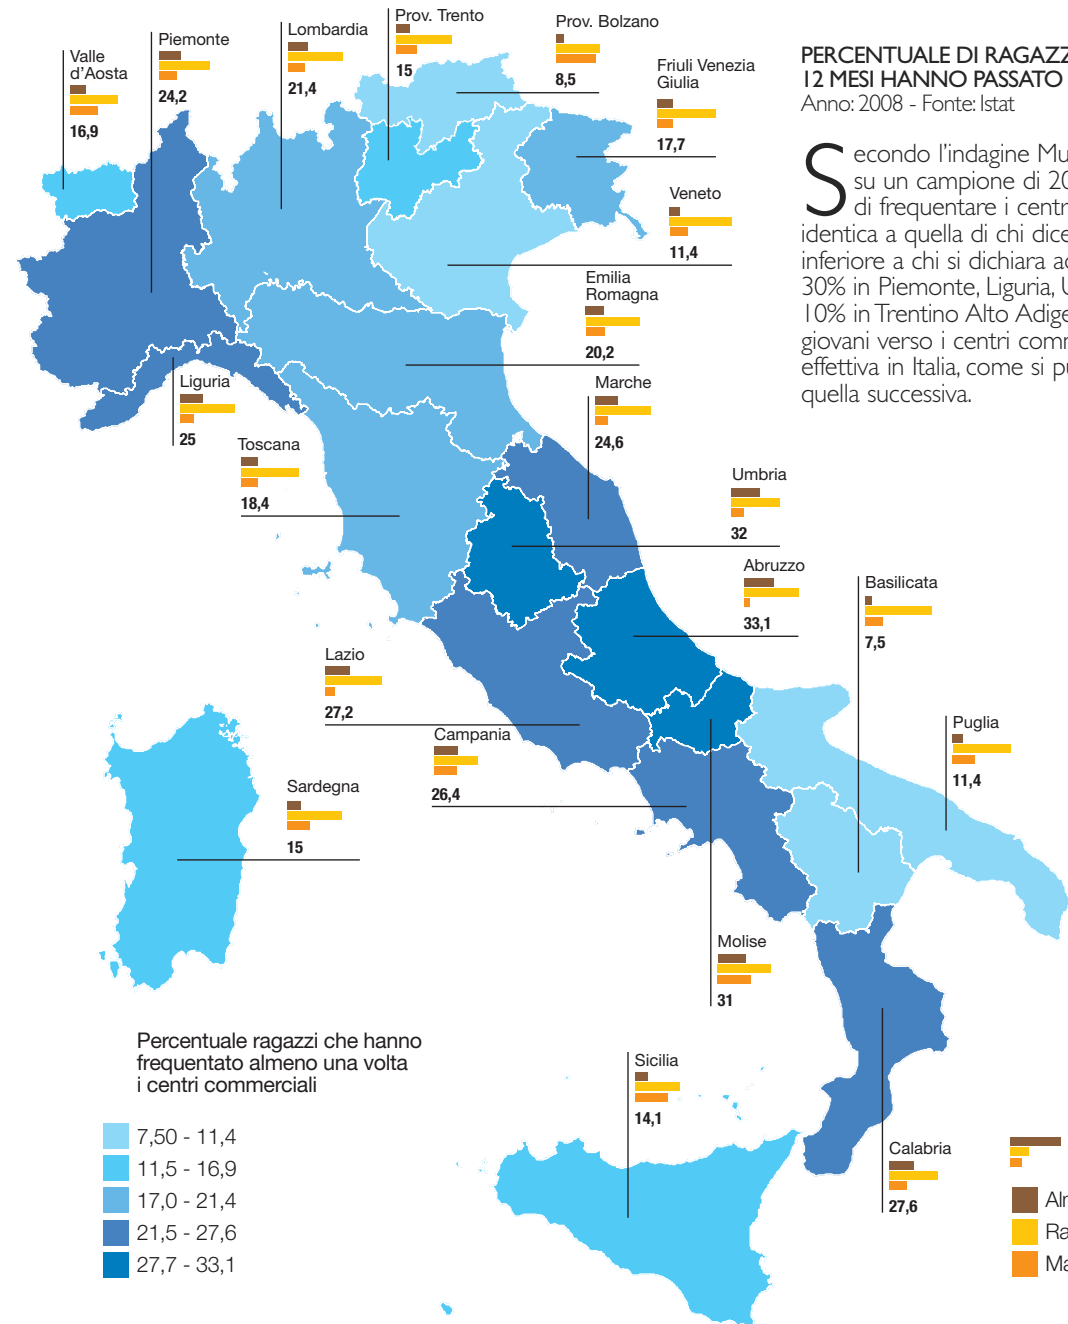 PERCENTUALE DI RAGAZZ
12 MESI HANNO PASSATO
Anno: 2008 - Fonte: Istat
Secondo l'indagine Mu
su un campione di 20
di frequentare i centr
identica a quella di chi dice
inferiore a chi si dichiara ac
30% in Piemonte, Liguria, U
10% in Trentino Alto Adige
giovani verso i centri comm
effettiva in Italia, come si pu
quella successiva.
Valle
d'Aosta
16,9
Piemonte
24,2
Lombardia
21,4
Prov. Trento
15
Prov. Bolzano
8,5
Friuli Venezia
Giulia
17,7
Veneto
11,4
Emilia
Romagna
20,2
Liguria
25
Marche
24,6
Toscana
18,4
Umbria
32
Abruzzo
33,1
Basilicata
7,5
Lazio
27,2
Campania
26,4
Puglia
11,4
Sardegna
15
Molise
31
Sicilia
14,1
Calabria
27,6
Percentuale ragazzi che hanno
frequentato almeno una volta
i centri commerciali
7,50 - 11,4
11,5 - 16,9
17,0 - 21,4
21,5 - 27,6
27,7 - 33,1
Aln
Ra
Ma